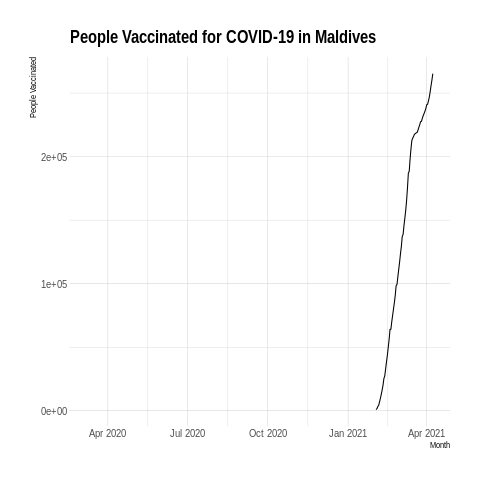 People Vaccinated for COVID-19 in Maldives
People Vaccinated
2e+05
1e+05
0e+00
Apr 2020 Jul 2020 Oct 2020 Jan 2021 Apr 2021
Month